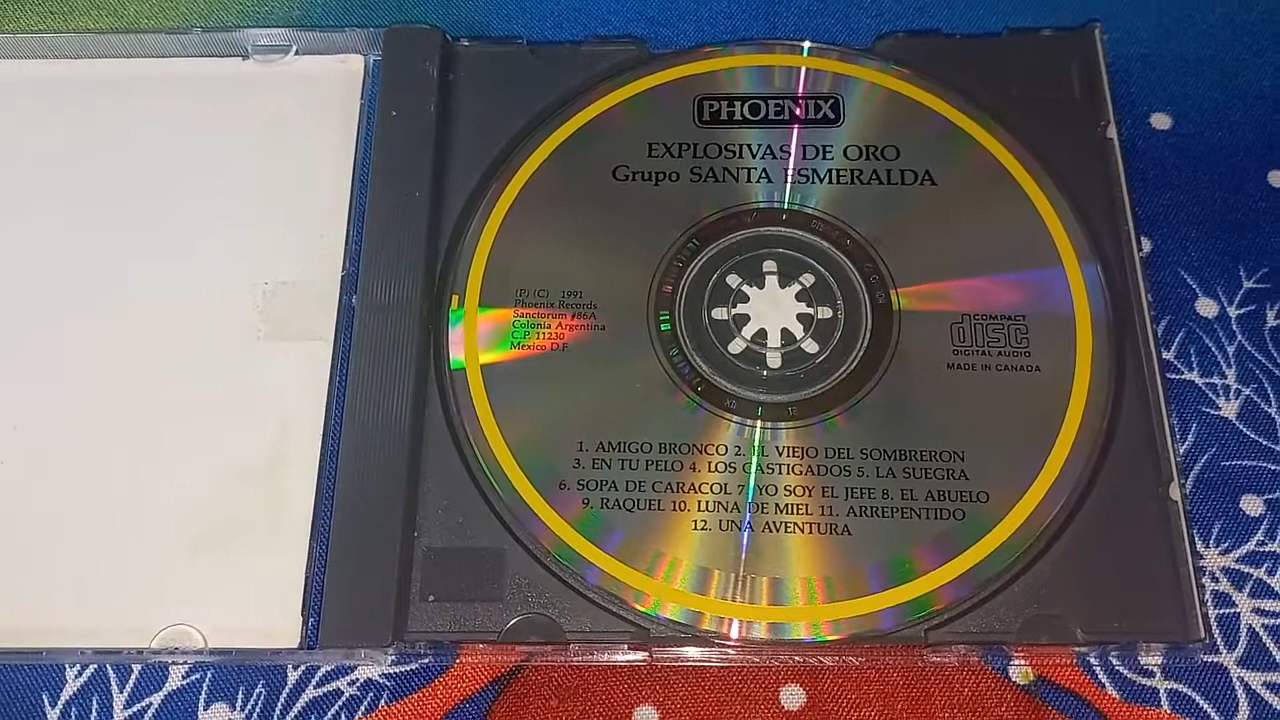 PHOENIX
EXPLOSIVAS DE ORO
Grupo SANTA ESMERALDA
(P) (C) 1991
Phoenix Records
Sanctorum #86A
Colonia Argentina
C.P. 11230
Mexico D.F.
COMPACT
disc
DIGITAL AUDIO
MADE IN CANADA
1. AMIGO BRONCO 2. EL VIEJO DEL SOMBRERON
3. EN TU PELO 4. LOS CASTIGADOS 5. LA SUEGRA
6. SOPA DE CARACOL 7. YO SOY EL JEFE 8. EL ABUELO
9. RAQUEL 10. LUNA DE MIEL 11. ARREPENTIDO
12. UNA AVENTURA